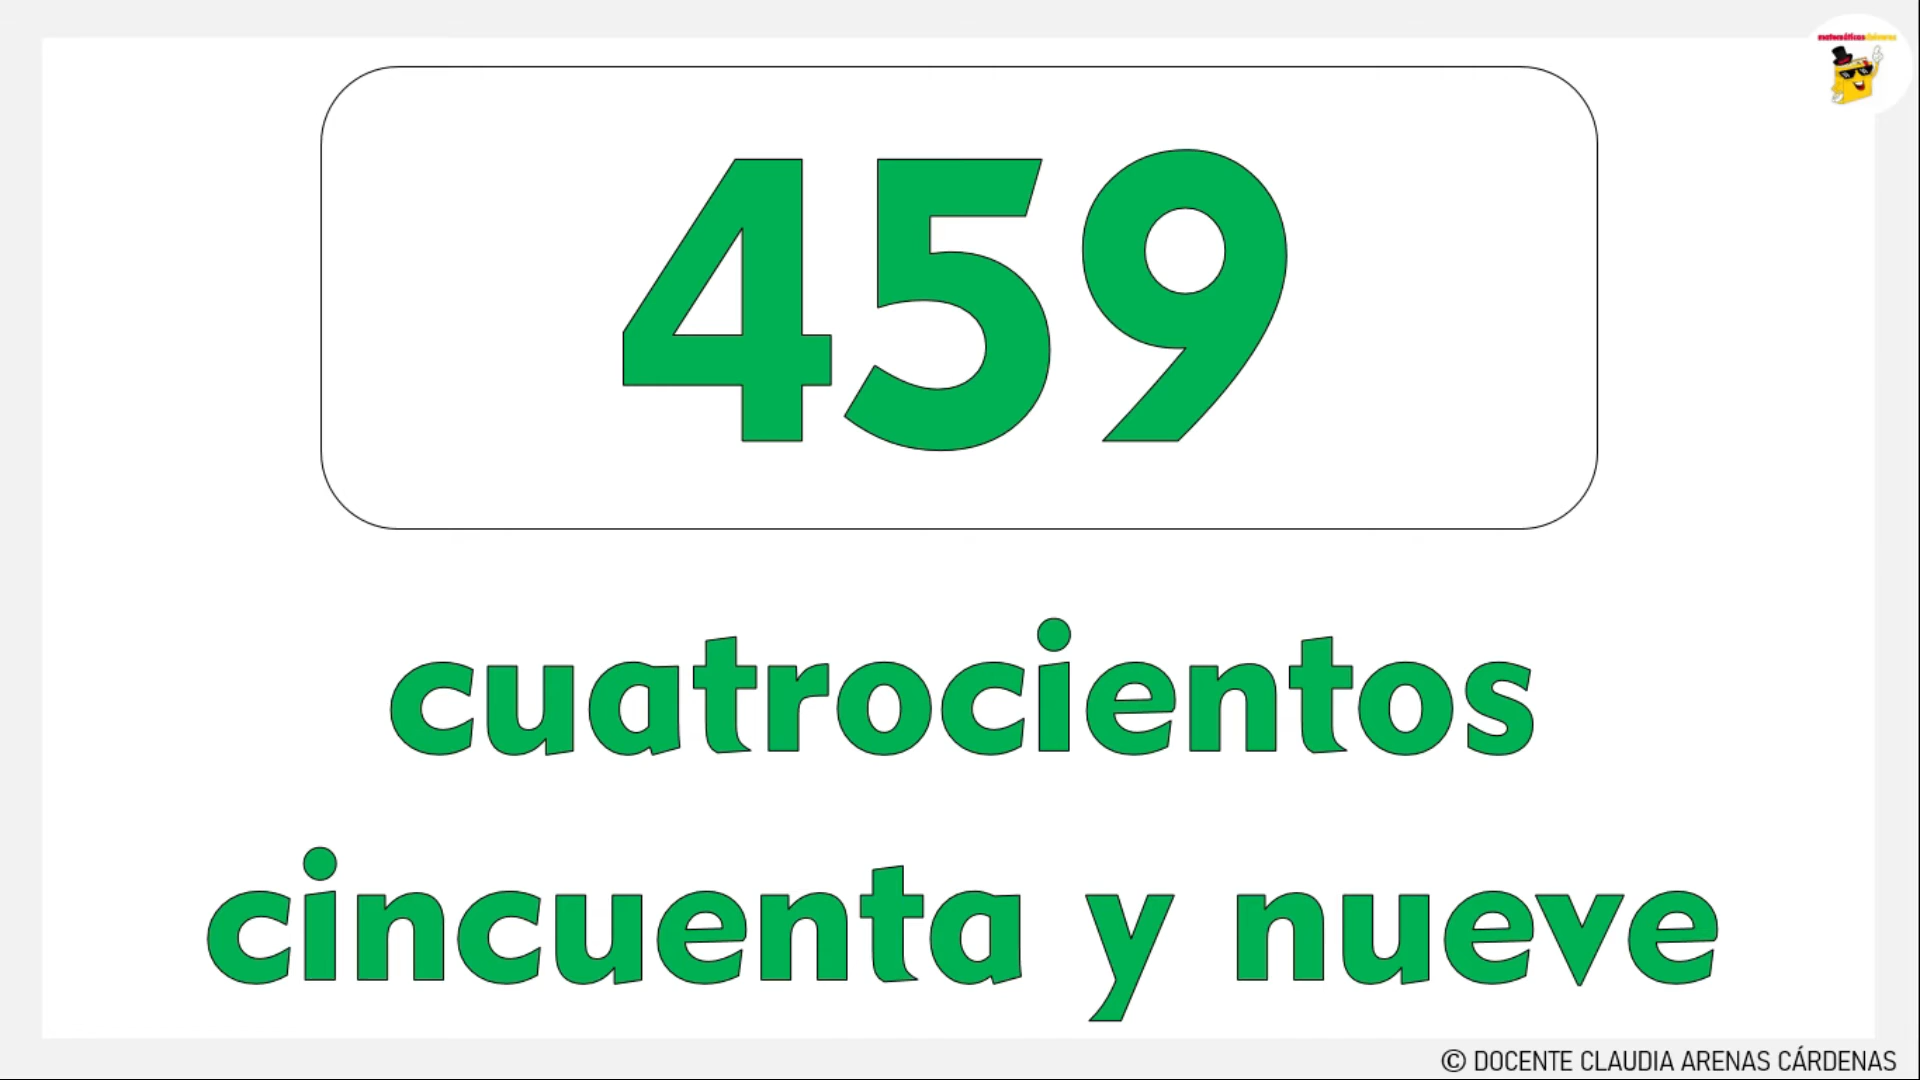 459
cuatrocientos
cincuenta y nueve
© DOCENTE CLAUDIA ARENAS CÁRDENAS